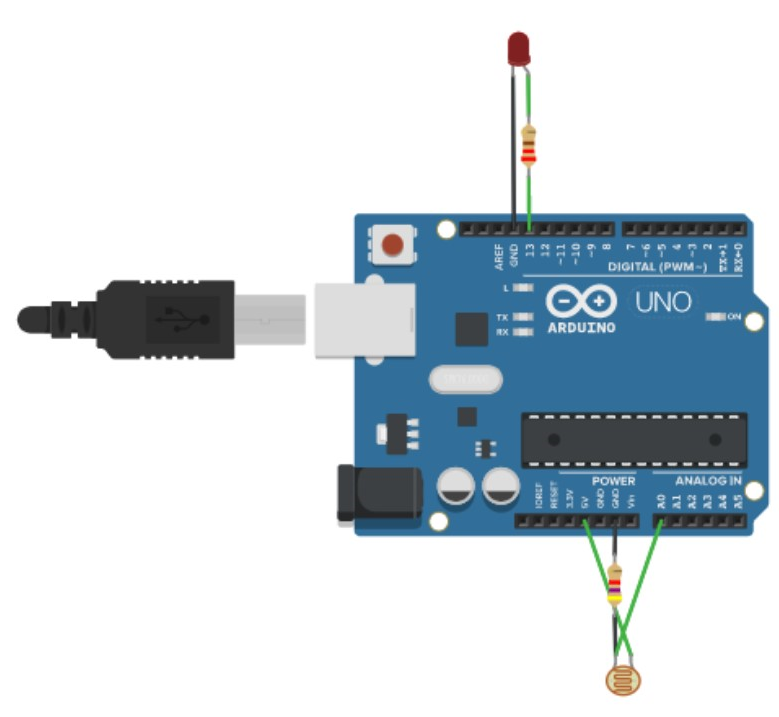 AREF
GND
13
12
~11
~10
~9
8
7
~6
~5
4
~3
2
TX→1
RX←0
DIGITAL (PWM~)
L
TX
RX
UNO
ARDUINO
ON
POWER
ANALOG IN
IOREF
RESET
3.3V
5V
GND
GND
Vin
A0
A1
A2
A3
A4
A5